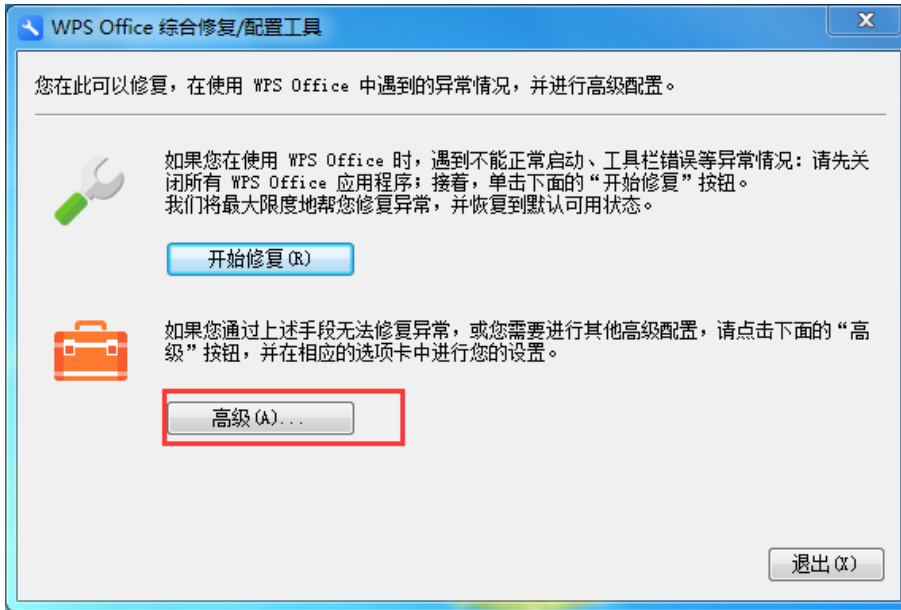 WPS Office 综合修复/配置工具
您在此可以修复，在使用 WPS Office 中遇到的异常情况，并进行高级配置。
如果您在使用 WPS Office 时，遇到不能正常启动、工具栏错误等异常情况：请先关
闭所有 WPS Office 应用程序；接着，单击下面的“开始修复”按钮。
我们将最大限度地帮您修复异常，并恢复到默认可用状态。
开始修复(R)
如果您通过上述手段无法修复异常，或您需要进行其他高级配置，请点击下面的“高
级”按钮，并在相应的选项卡中进行您的设置。
高级(A)...
退出(X)